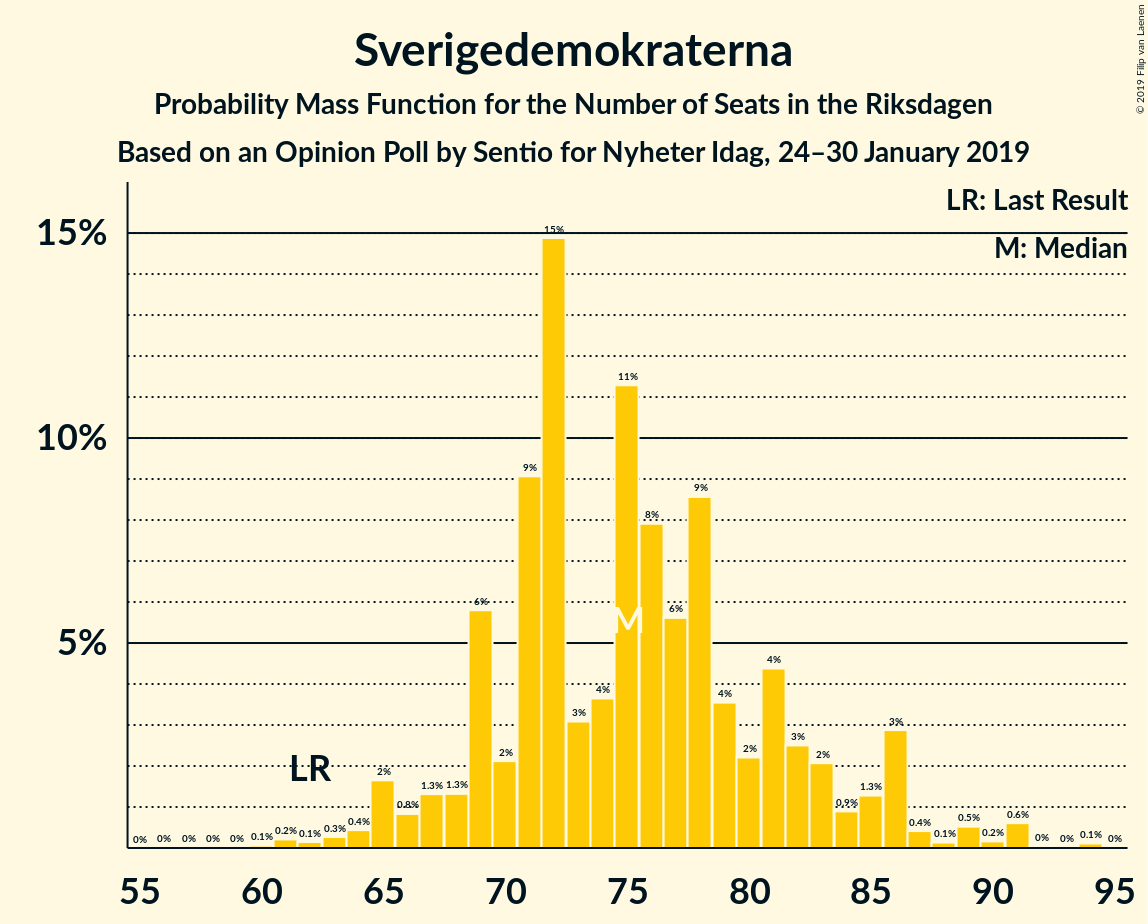 Sverigedemokraterna
Probability Mass Function for the Number of Seats in the Riksdagen
Based on an Opinion Poll by Sentio for Nyheter Idag, 24–30 January 2019
© 2019 Filip van Laenen
LR: Last Result
M: Median
15%
10%
5%
LR
M
0% 0% 0% 0% 0% 0.1% 0.2% 0.1% 0.3% 0.4% 2% 0.8% 1.3% 1.3% 6% 2% 9% 15% 3% 4% 11% 8% 6% 9% 4% 2% 4% 3% 2% 0.9% 1.3% 3% 0.4% 0.1% 0.5% 0.2% 0.6% 0% 0% 0.1% 0%
55 60 65 70 75 80 85 90 95